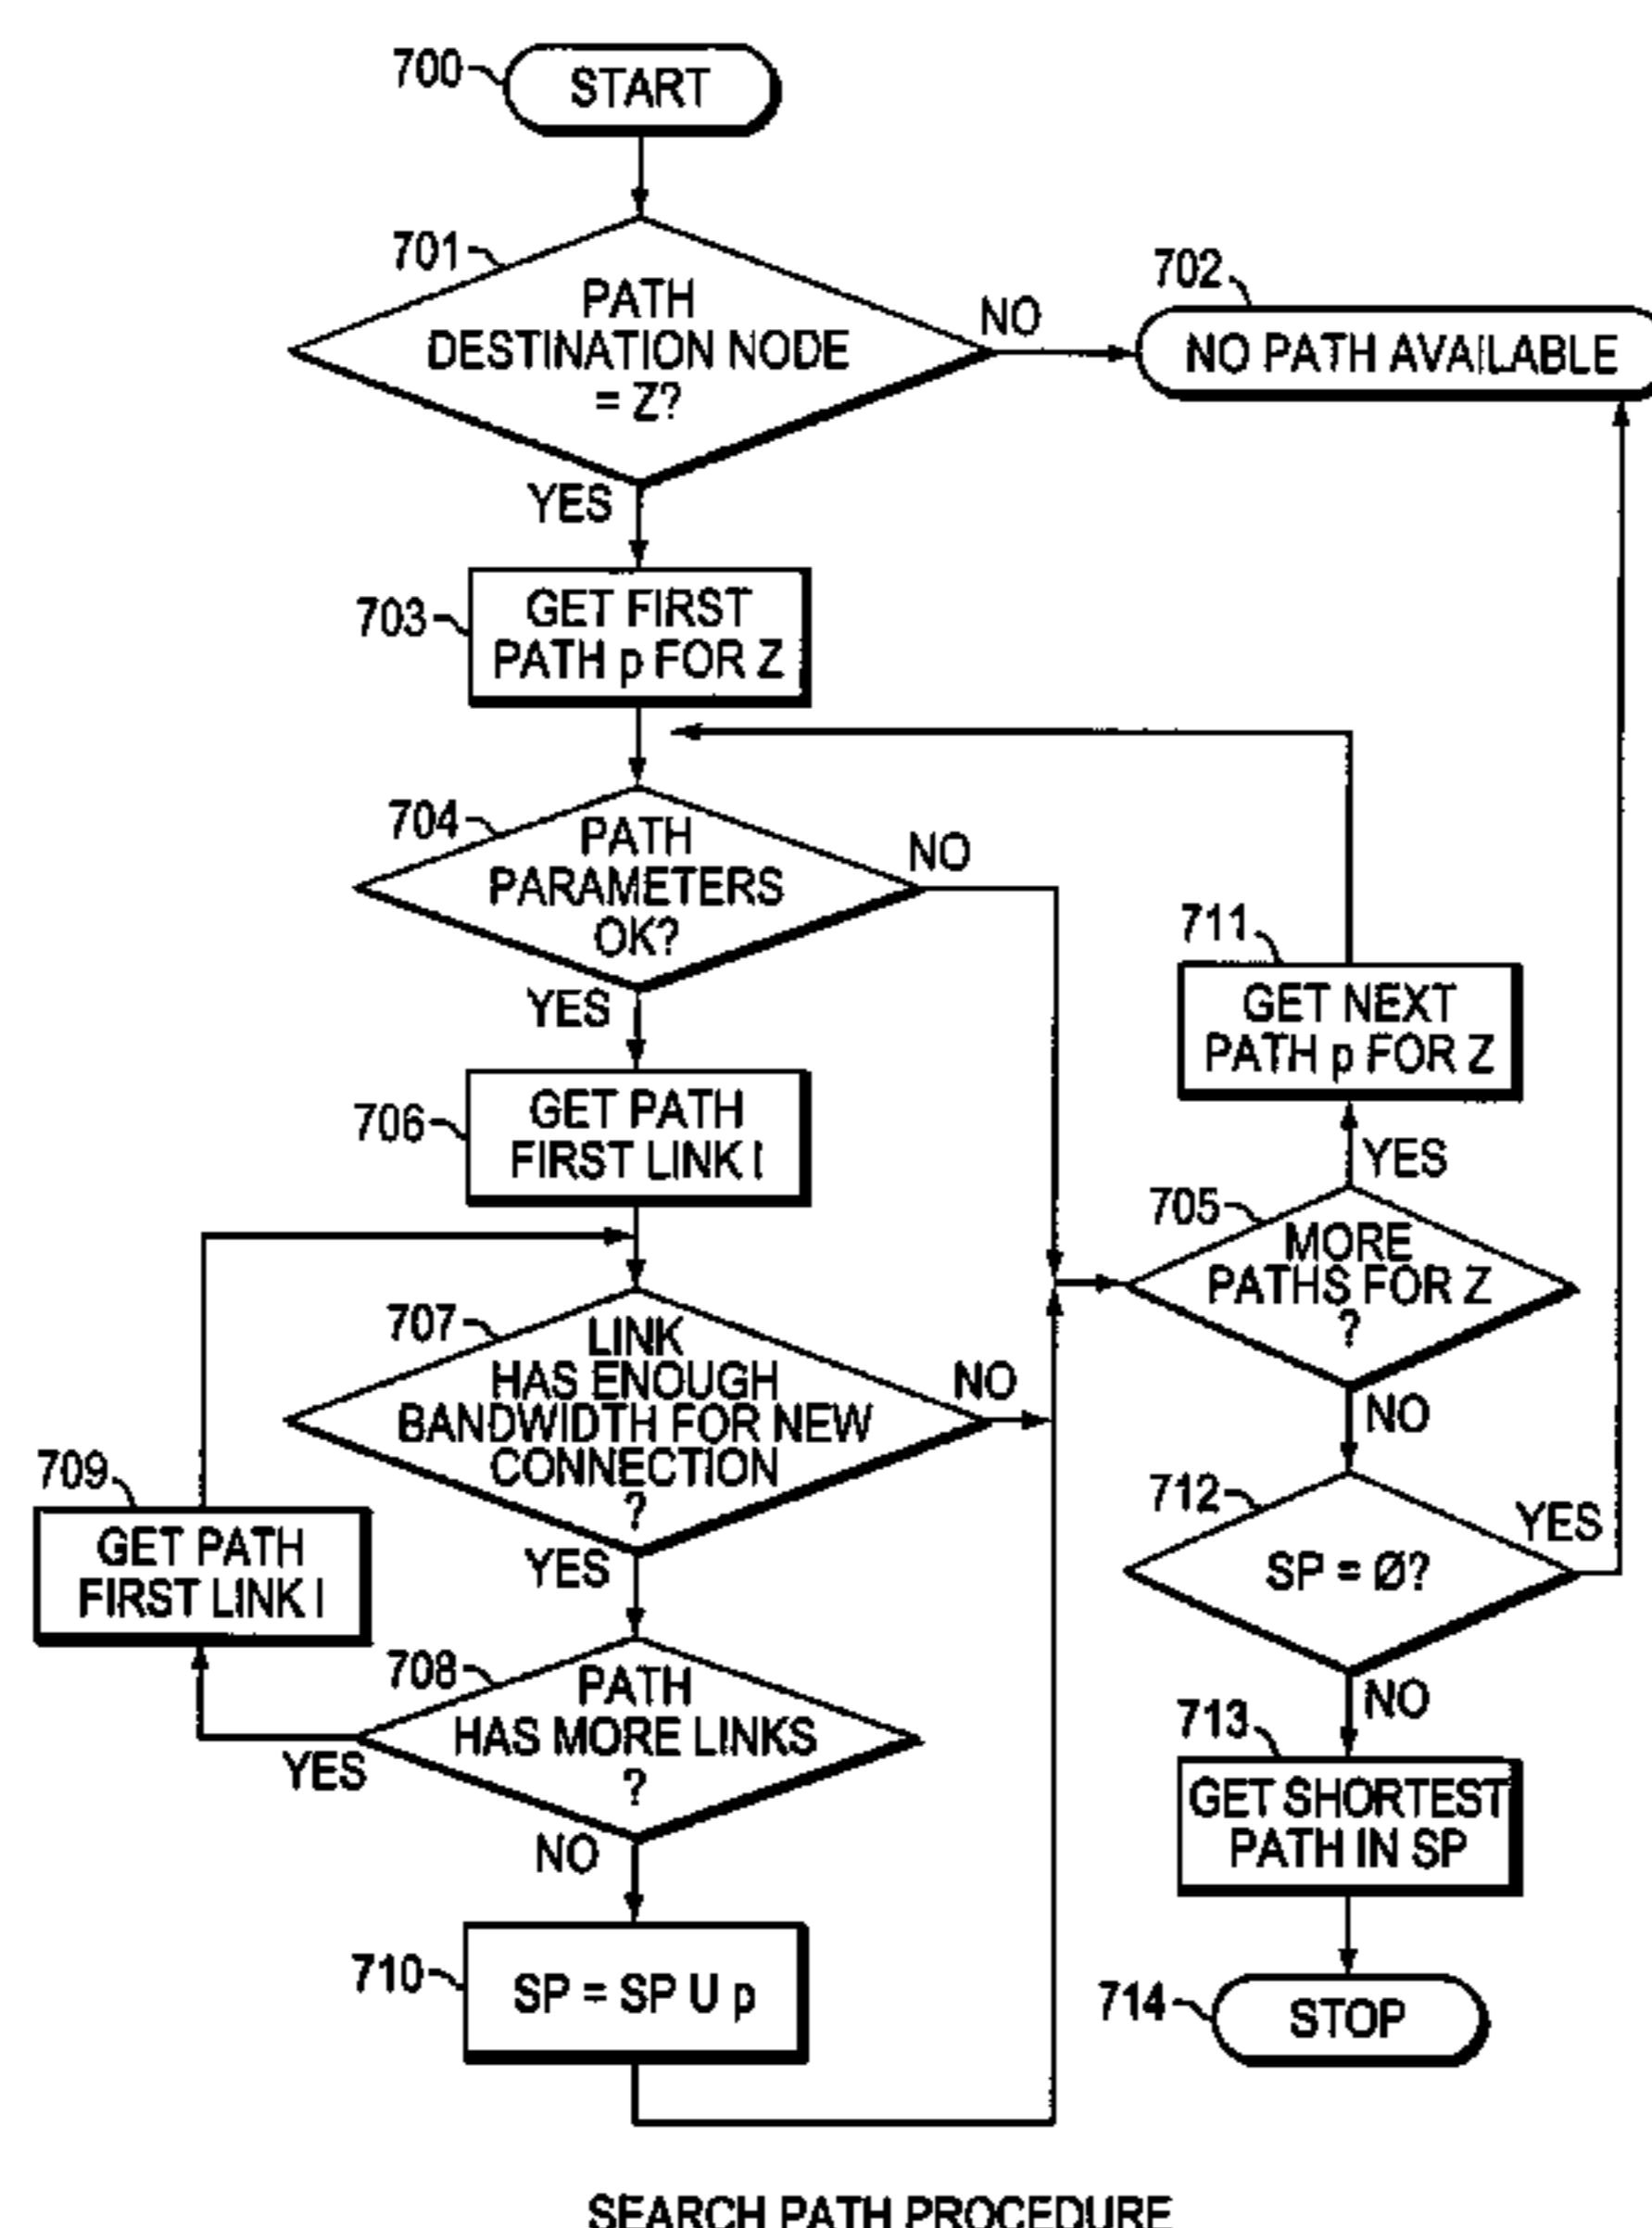 700
START
701
PATH
DESTINATION NODE
= Z?
NO
702
NO PATH AVAILABLE
YES
703
GET FIRST
PATH p FOR Z
704
PATH
PARAMETERS
OK?
NO
YES
711
GET NEXT
PATH p FOR Z
706
GET PATH
FIRST LINK l
YES
705
MORE
PATHS FOR Z
?
NO
707
LINK
HAS ENOUGH
BANDWIDTH FOR NEW
CONNECTION
?
NO
YES
709
GET PATH
FIRST LINK l
712
SP = Ø?
YES
NO
708
PATH
HAS MORE LINKS
?
YES
NO
713
GET SHORTEST
PATH IN SP
710
SP = SP U p
714
STOP
SEARCH PATH PROCEDURE